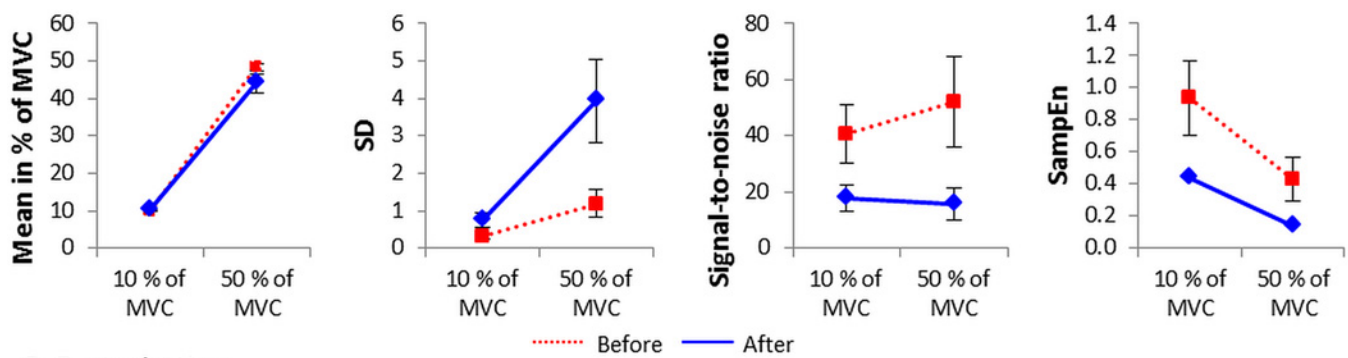 Mean in % of MVC
60
50
40
30
20
10
0
10 % of MVC
50 % of MVC
SD
6
5
4
3
2
1
0
10 % of MVC
50 % of MVC
Signal-to-noise ratio
80
60
40
20
0
10 % of MVC
50 % of MVC
SampEn
1.4
1.2
1.0
0.8
0.6
0.4
0.2
0.0
10 % of MVC
50 % of MVC
Before
After